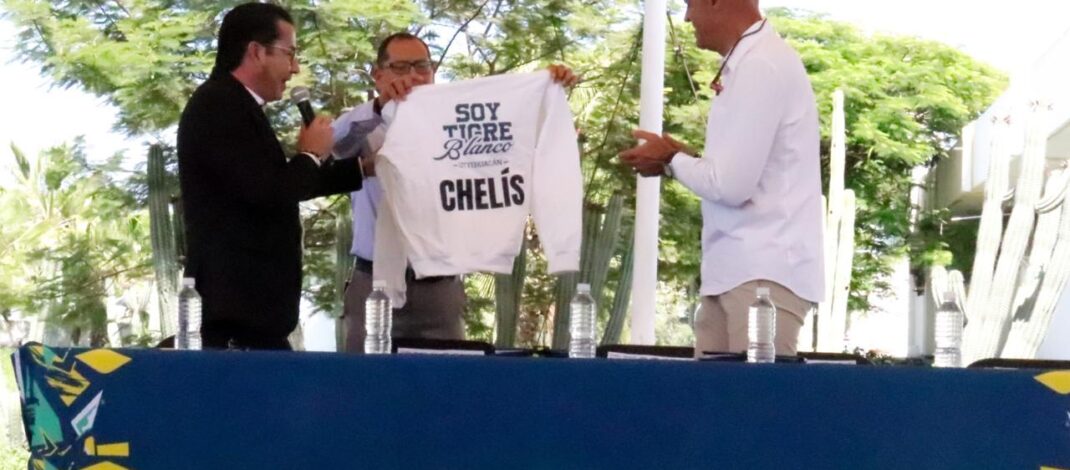 SOY
TIGRE
Blanco
CHELÍS